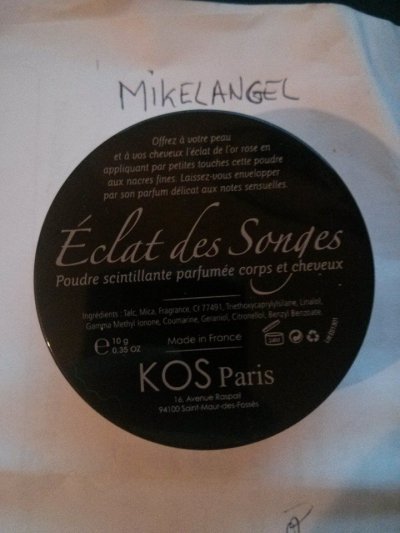 MIKELANGEL
Offrez à votre peau
et à vos cheveux l'éclat de l'or rose en
appliquant par petites touches cette poudre
aux nacres fines. Laissez-vous envelopper
par son parfum délicat aux notes sensuelles.
Éclat des Songes
Poudre scintillante parfumée corps et cheveux
Ingrédients : Talc, Mica, Fragrance, CI 77491, Triethoxycaprylylsilane, Linalol,
Gamma Methyl Ionone, Coumarine, Geraniol, Citronellol, Benzyl Benzoate.
e 10 g
0.35 OZ
Made in France
KOS Paris
16, Avenue Raspail
94100 Saint-Maur-des-Fossés